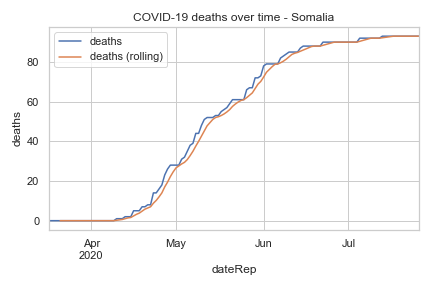 COVID-19 deaths over time - Somalia
deaths
deaths (rolling)
80
60
40
20
0
deaths
Apr
2020
May
Jun
Jul
dateRep